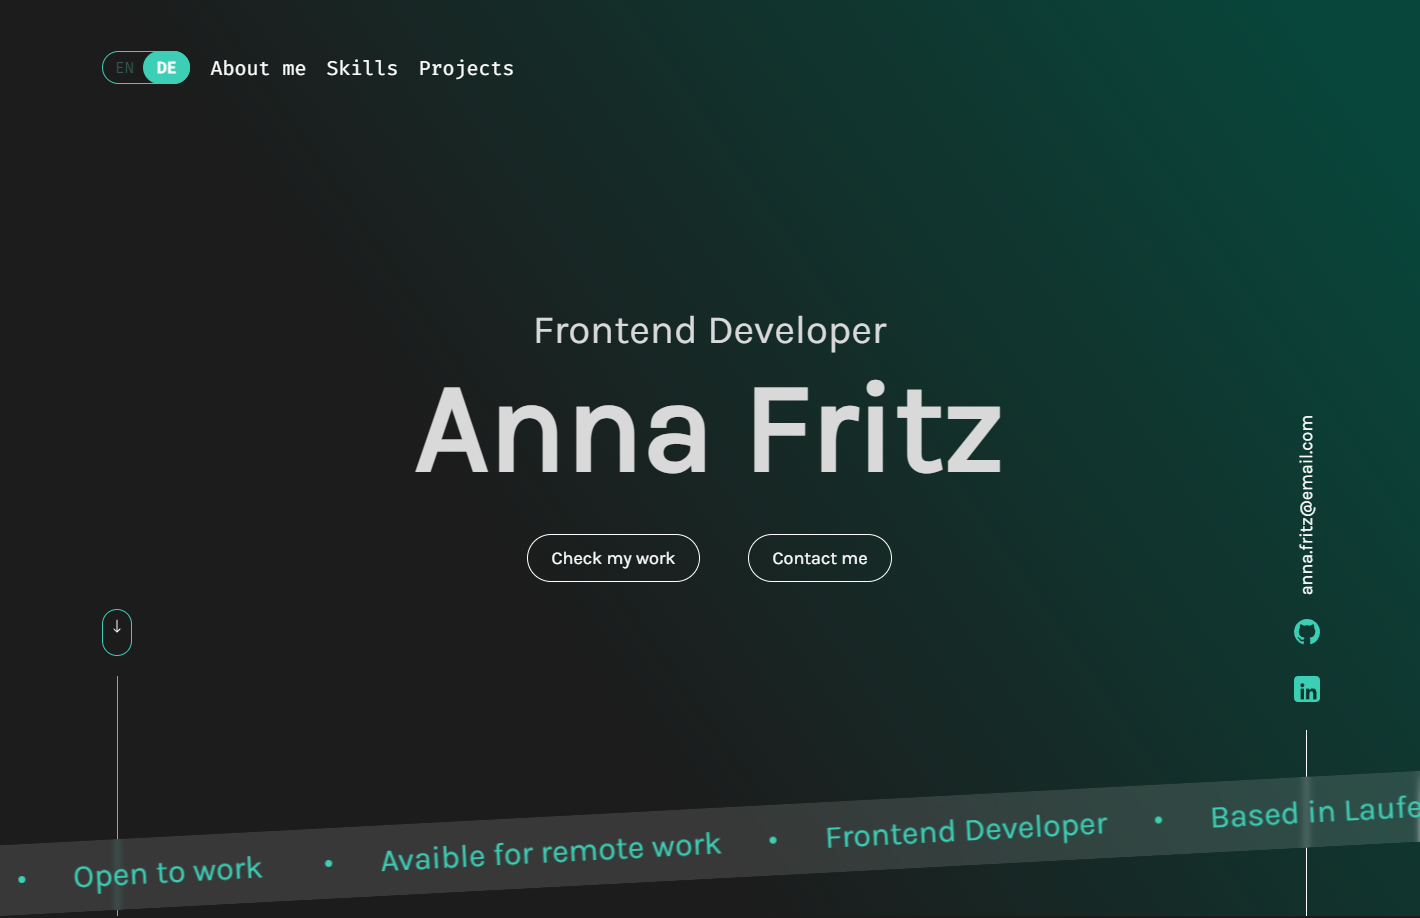 EN DE About me Skills Projects
Frontend Developer
Anna Fritz
Check my work Contact me
anna.fritz@email.com
in
• Open to work • Avaible for remote work • Frontend Developer • Based in Laufe